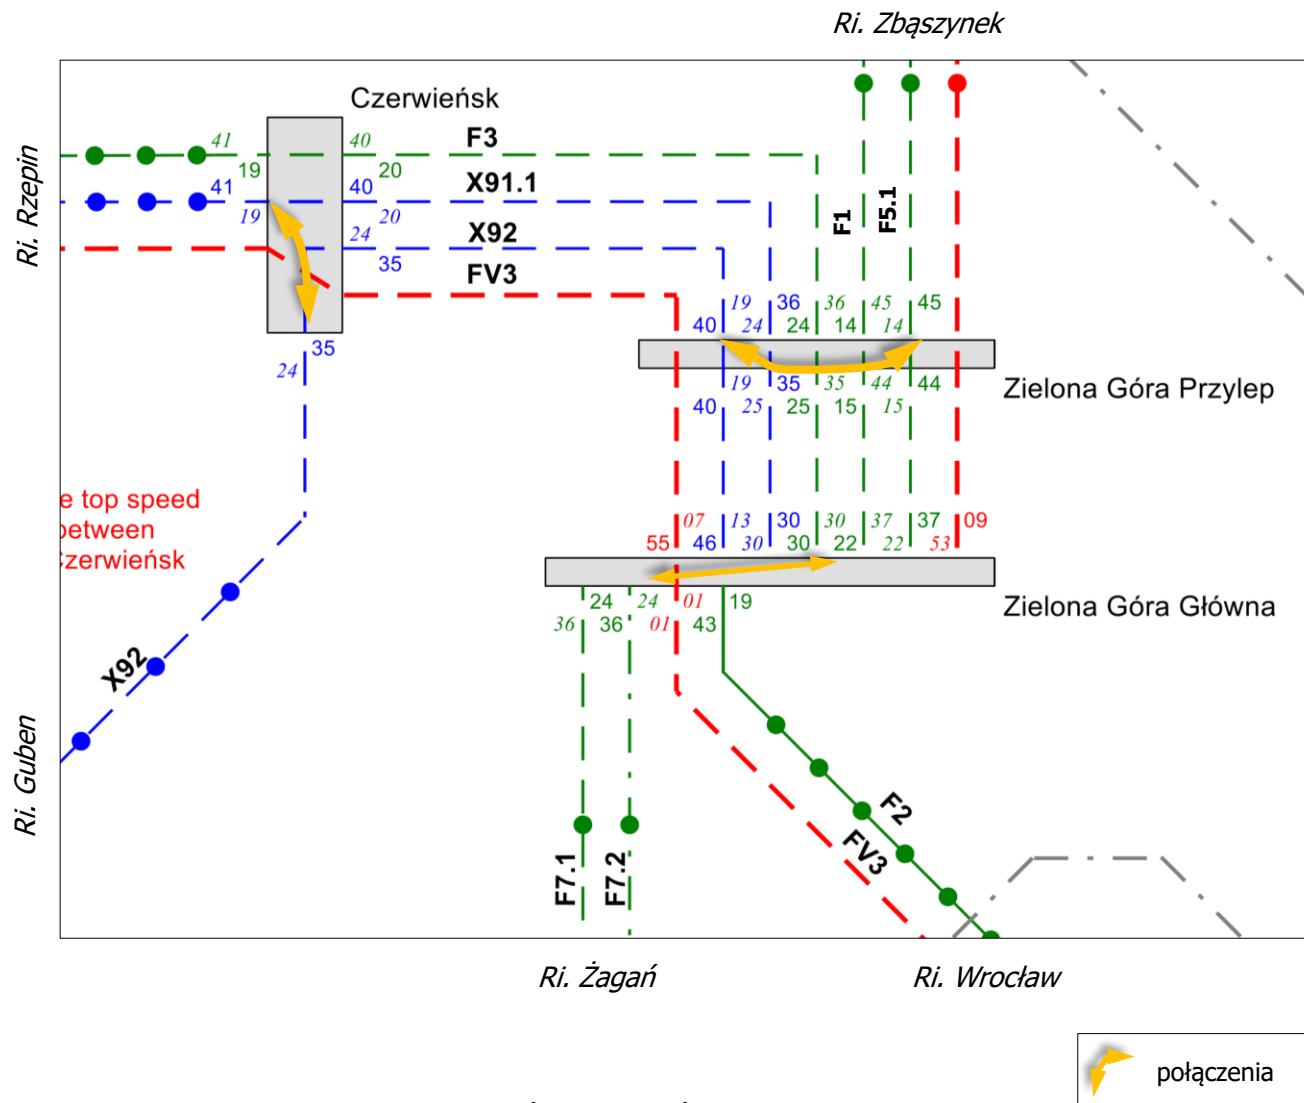 Ri. Zbąszynek
Czerwieńsk
41 40 F3
19 20
41 40 X91.1
19 20
24 X92
35
FV3
Ri. Rzepin
F1
F5.1
19 36 36 45 45
40 24 24 14 14
35
24
19 35 35 44 44
40 25 25 15 15
Zielona Góra Przylep
e top speed
between
Czerwieńsk
07 13 30 30 37 37 09
55 46 30 30 22 22 53
24 24 01 19
36 36 01 43
Zielona Góra Główna
X92
Ri. Guben
F2
FV3
F7.1
F7.2
Ri. Żagań
Ri. Wrocław
połączenia